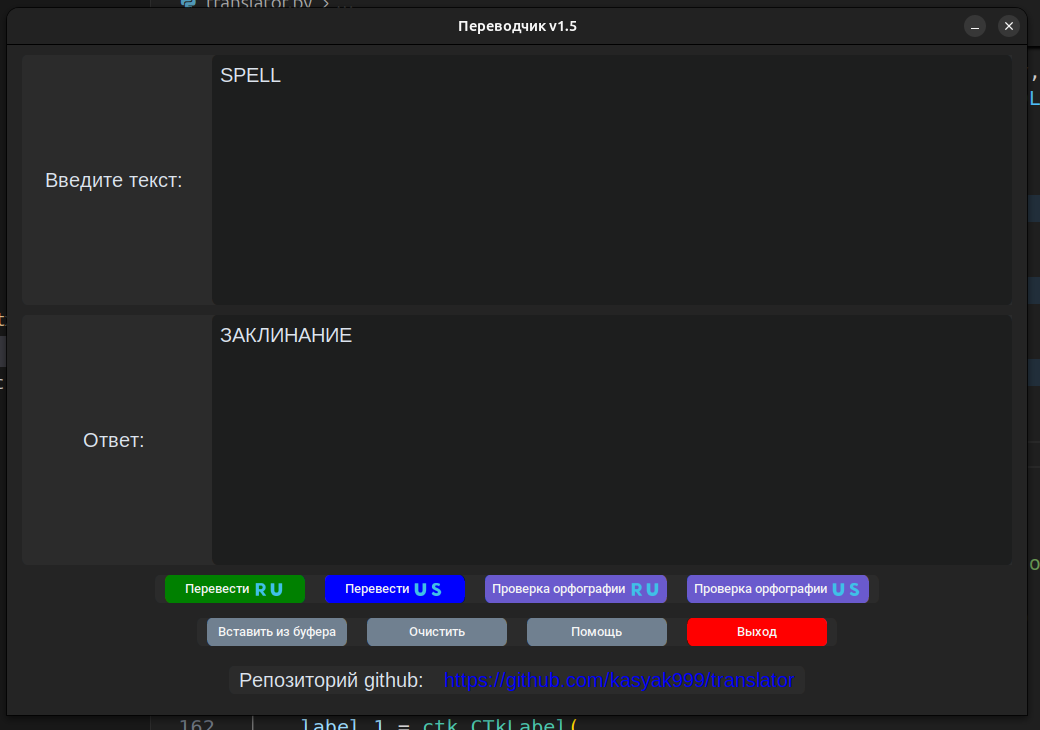 translator.py > ...
Переводчик v1.5
SPELL
Введите текст:
ЗАКЛИНАНИЕ
Ответ:
Перевести RU
Перевести US
Проверка орфографии RU
Проверка орфографии US
Вставить из буфера
Очистить
Помощь
Выход
Репозиторий github: https://github.com/kasyak999/translator
162 label_1 = ctk.CTkLabel(